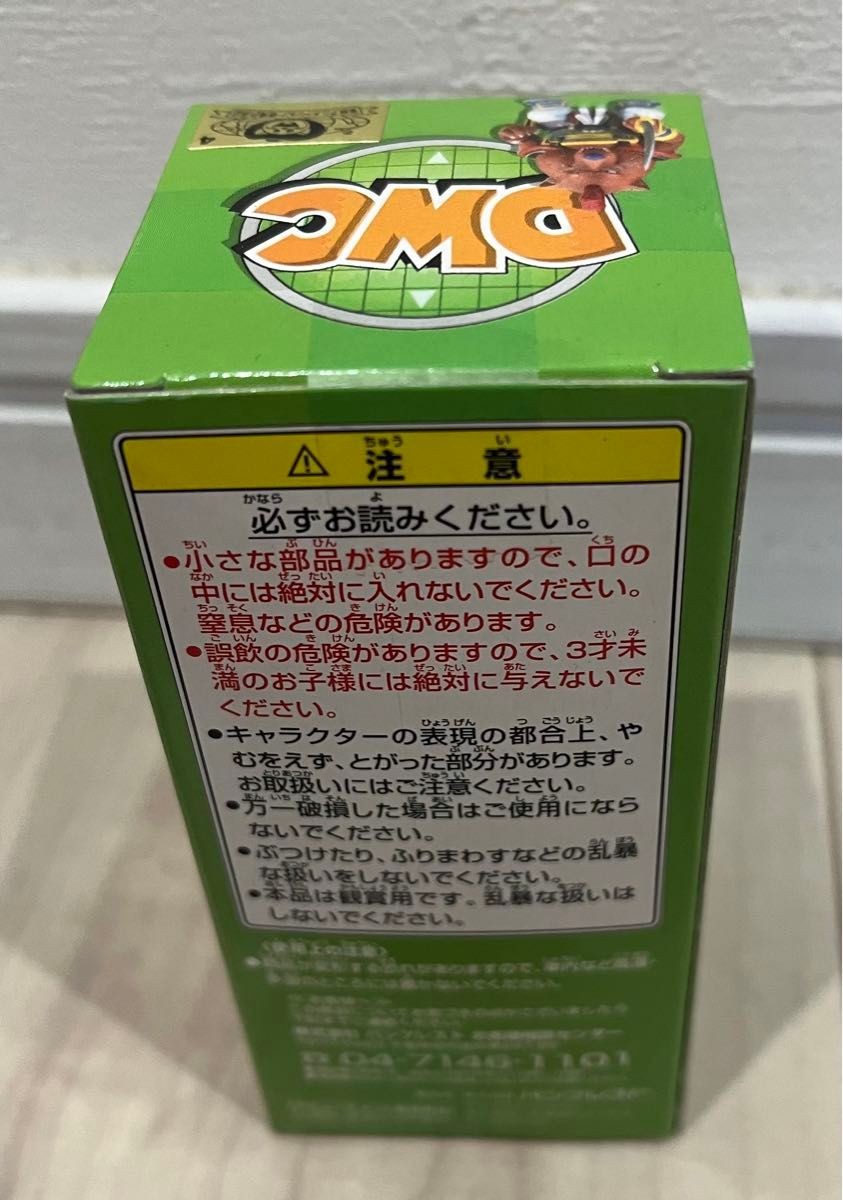 DWC
注意
必ずお読みください。
●小さな部品がありますので、口の
中には絶対に入れないでください。
窒息などの危険があります。
●誤飲の危険がありますので、3才未
満のお子様には絶対に与えないで
ください。
●キャラクターの表現の都合上、や
むをえず、とがった部分があります。
お取扱いにはご注意ください。
●万一破損した場合はご使用になら
ないでください。
●ぶつけたり、ふりまわすなどの乱暴
な扱いをしないでください。
●本品は観賞用です。乱暴な扱いは
しないでください。
〈使用上の注意〉
04-7146-1101